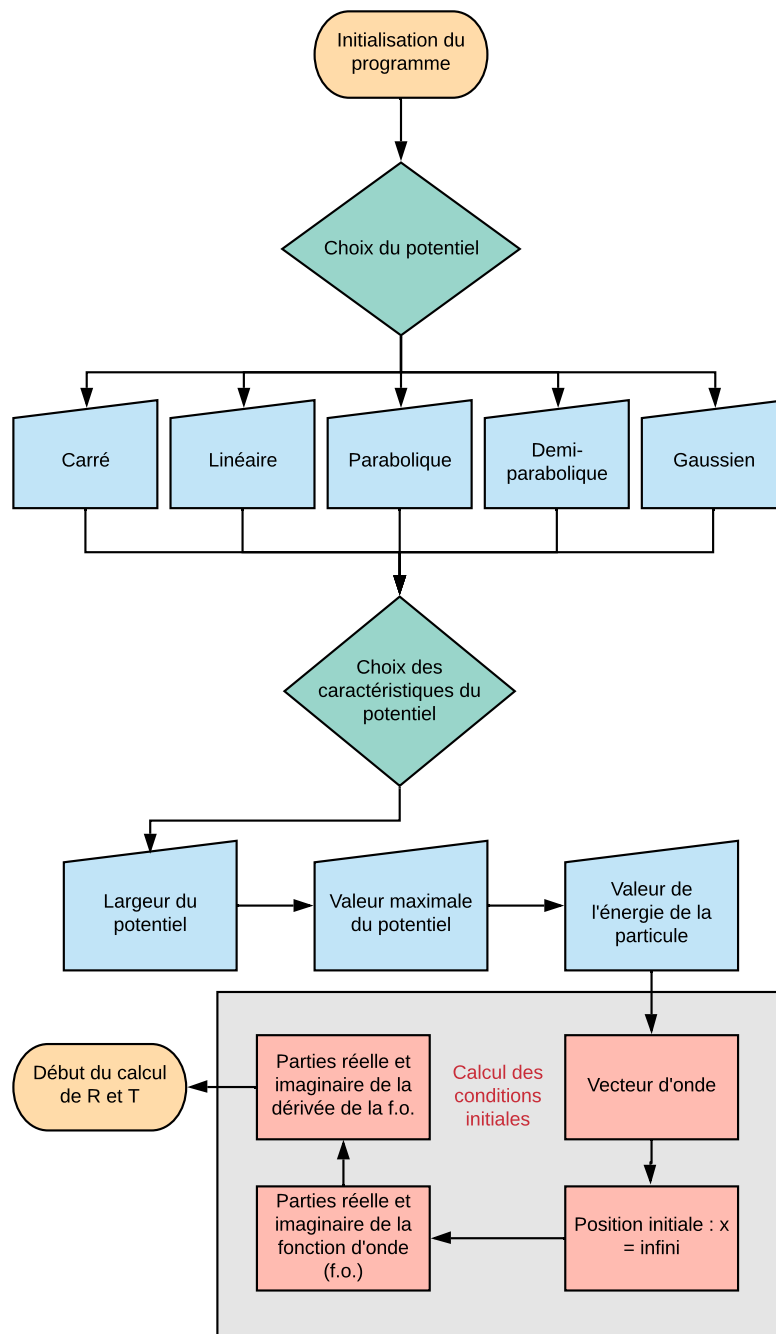 Initialisation du
programme
Choix du potentiel
Carré
Linéaire
Parabolique
Demi-
parabolique
Gaussien
Choix des
caractéristiques du
potentiel
Largeur du
potentiel
Valeur maximale
du potentiel
Valeur de
l'énergie de la
particule
Début du calcul
de R et T
Parties réelle et
imaginaire de la
dérivée de la f.o.
Calcul des
conditions
initiales
Vecteur d'onde
Parties réelle et
imaginaire de la
fonction d'onde
(f.o.)
Position initiale : x
= infini